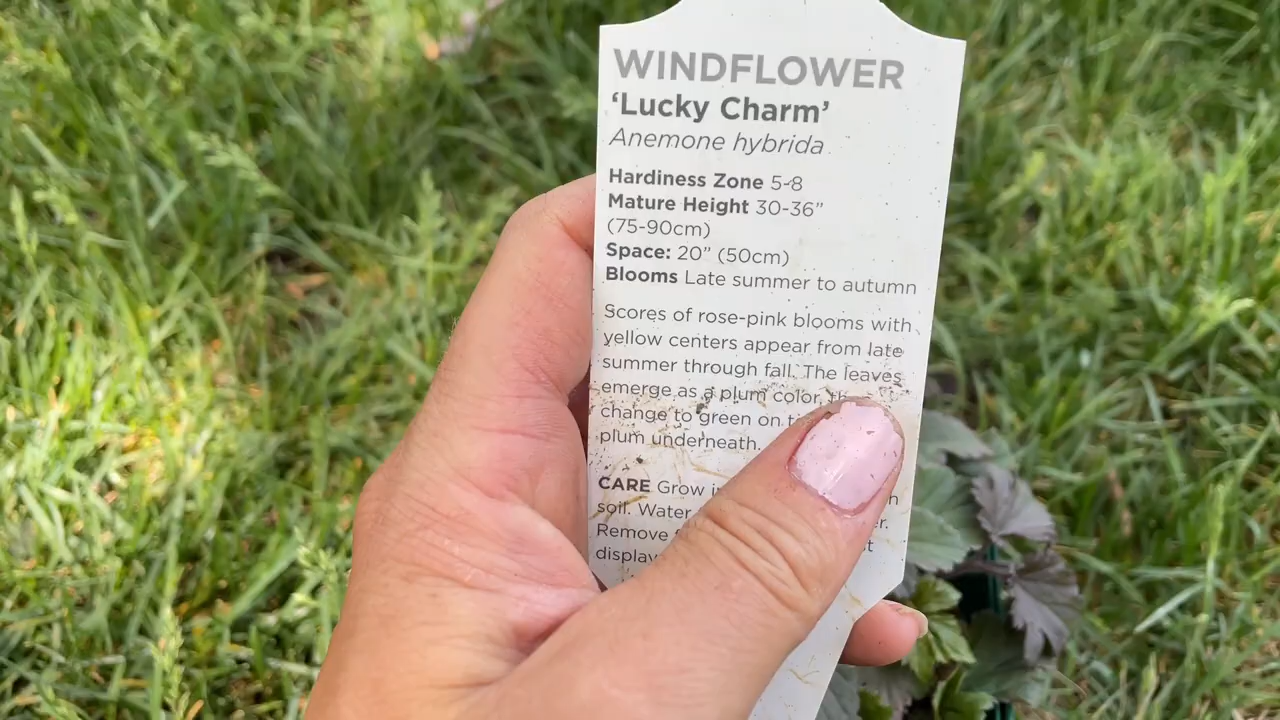 WINDFLOWER
‘Lucky Charm’
Anemone hybrida
Hardiness Zone 5-8
Mature Height 30-36”
(75-90cm)
Space: 20” (50cm)
Blooms Late summer to autumn
Scores of rose-pink blooms with
yellow centers appear from late
summer through fall. The leaves
emerge as a plum color,
change to green on
plum underneath.
CARE Grow
soil. Water
Remove